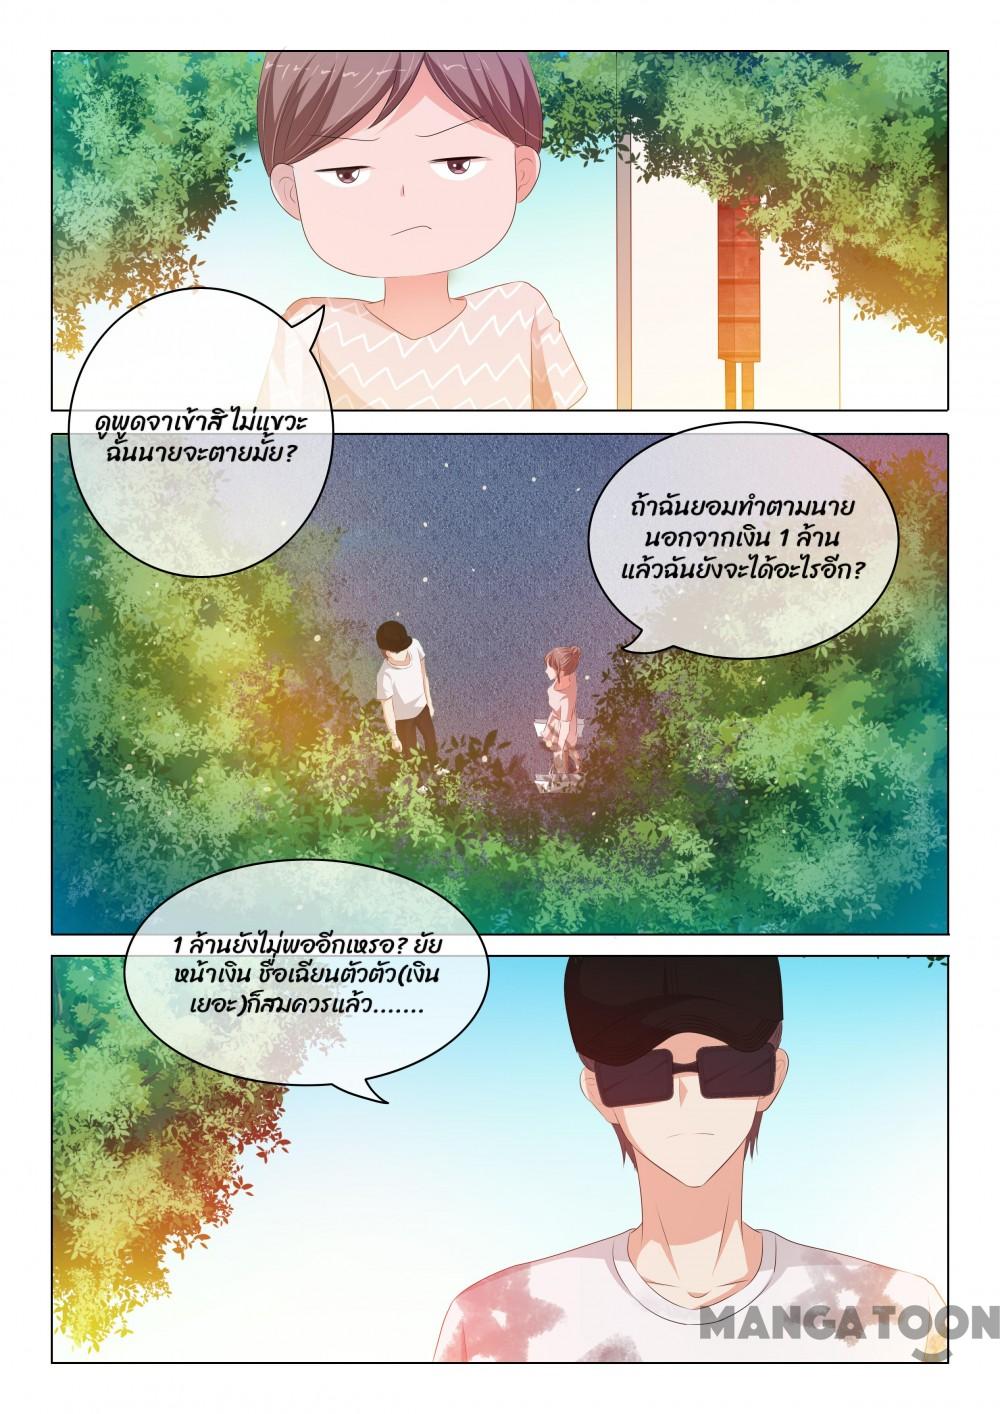 ดูพูดจาเข้าสิ ไม่แขวะ
ฉันนายจะตายมั้ย?
ถ้าฉันยอมทำตามนาย
นอกจากเงิน 1 ล้าน
แล้วฉันยังจะได้อะไรอีก?
1 ล้านยังไม่พออีกเหรอ? ยัย
หน้าเงิน ชื่อเฉียนตัวตัว(เงิน
เยอะ)ก็สมควรแล้ว.......
MANGATOON